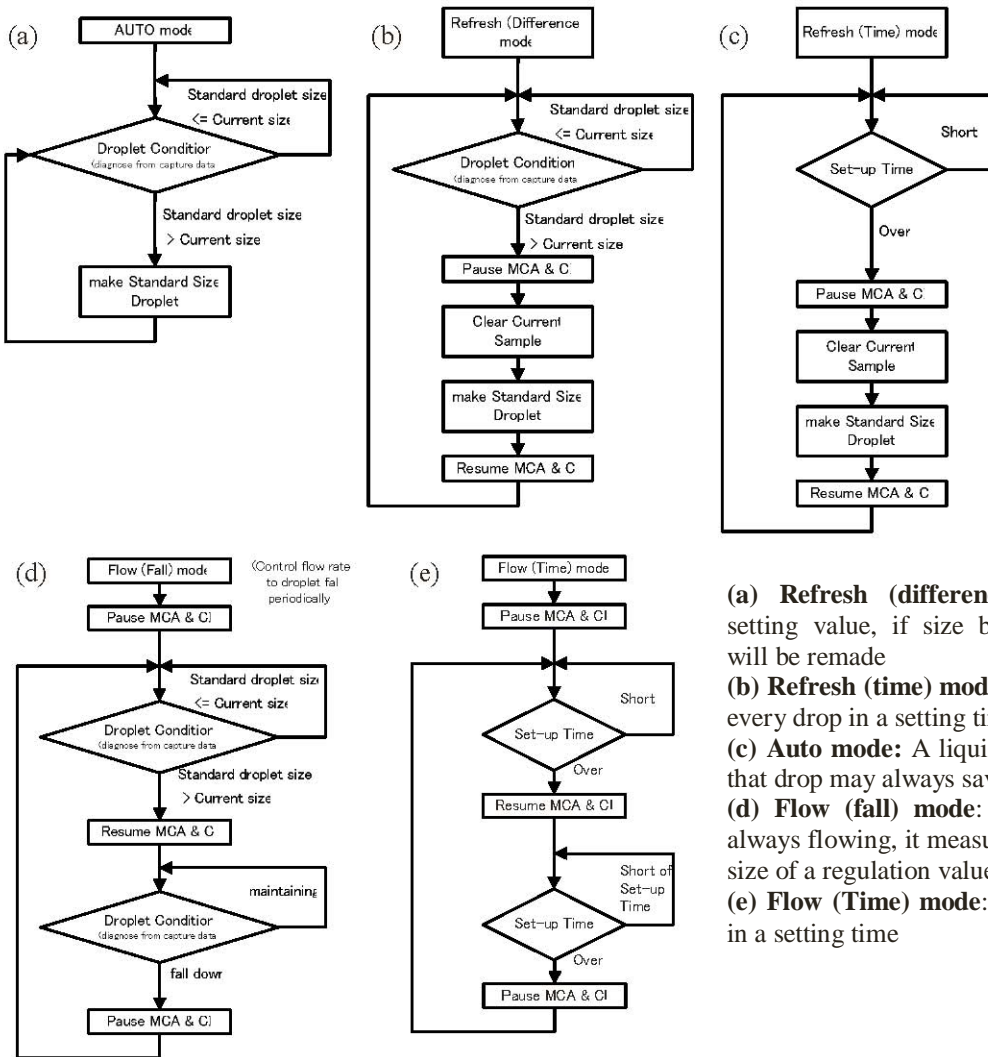 (a)
AUTO mode
Standard droplet size
<= Current size
Droplet Condition
(diagnose from capture data
Standard droplet size
> Current size
make Standard Size
Droplet
(b)
Refresh (Difference
mode
Standard droplet size
<= Current size
Droplet Condition
(diagnose from capture data
Standard droplet size
> Current size
Pause MCA & CI
Clear Current
Sample
make Standard Size
Droplet
Resume MCA & C
(c)
Refresh (Time) mode
Short
Set-up Time
Over
Pause MCA & C
Clear Current
Sample
make Standard Size
Droplet
Resume MCA & C
(d)
Flow (Fall) mode
(Control flow rate
to droplet fal
periodically
Pause MCA & CI
Standard droplet size
<= Current size
Droplet Condition
(diagnose from capture data
Standard droplet size
> Current size
Resume MCA & C
maintaining
Droplet Condition
(diagnose from capture data
fall down
Pause MCA & CI
(e)
Flow (Time) mode
Pause MCA & CI
Short
Set-up Time
Over
Resume MCA & CI
Short of
Set-up
Time
Set-up Time
Over
Pause MCA & CI
(a) Refresh (differen
setting value, if size b
will be remade
(b) Refresh (time) mod
every drop in a setting ti
(c) Auto mode: A liqui
that drop may always sav
(d) Flow (fall) mode:
always flowing, it measu
size of a regulation value
(e) Flow (Time) mode:
in a setting time